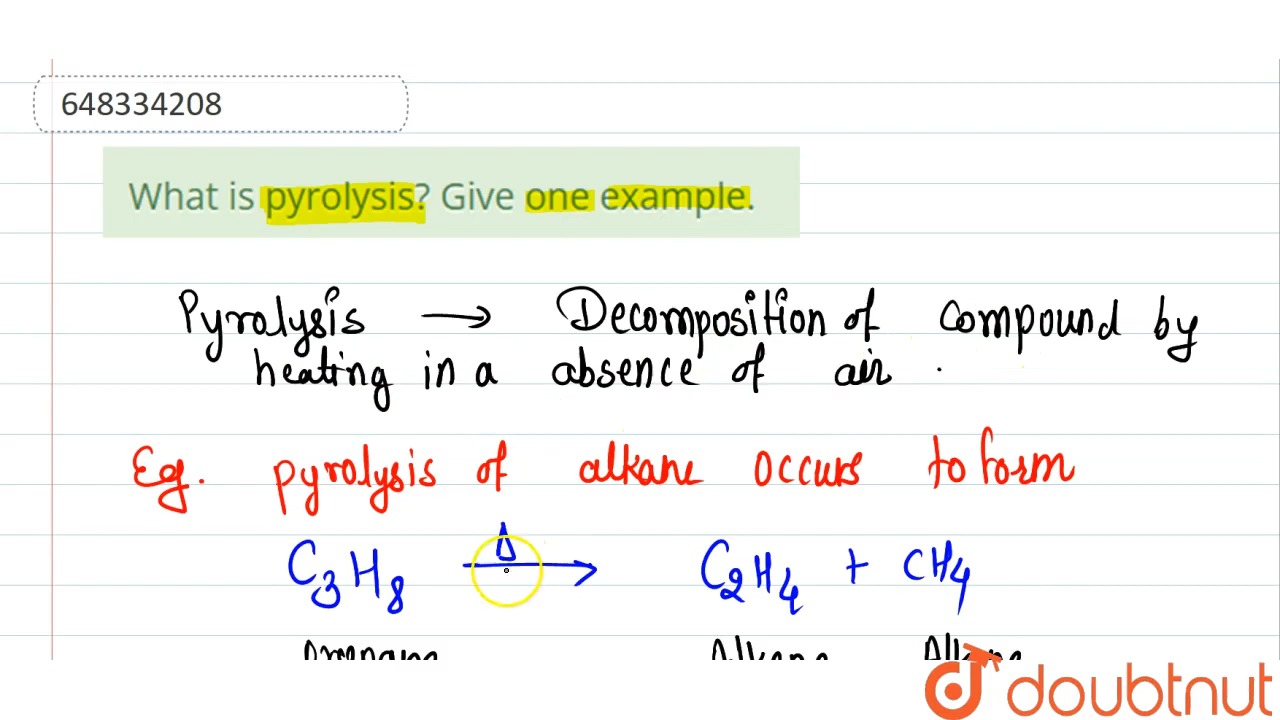 648334208
What is pyrolysis? Give one example.
Pyrolysis → Decomposition of compound by
heating in a absence of air .
Eg. pyrolysis of alkane occurs to form
Δ
C₃H₈ → C₂H₄ + CH₄
doubtnut